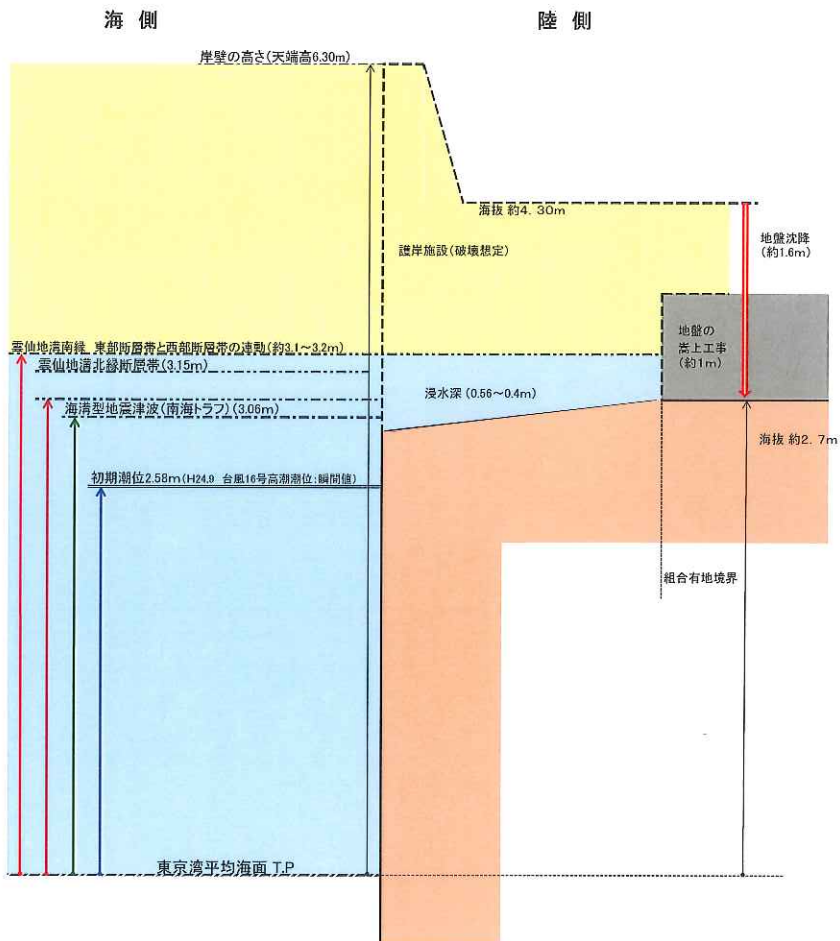 海側
陸側
岸壁の高さ(天端高6.30m)
海抜 約4.30m
地盤沈降
(約1.6m)
護岸施設(破壊想定)
地盤の
嵩上工事
(約1m)
雲仙地溝南縁 東部断層帯と西部断層帯の連動(約3.1~3.2m)
雲仙地溝北縁断層帯(3.15m)
浸水深(0.56~0.4m)
海溝型地震津波(南海トラフ)(3.06m)
海抜 約2.7m
初期潮位2.58m(H24.9 台風16号高潮潮位:瞬間値)
組合有地境界
東京湾平均海面 T.P